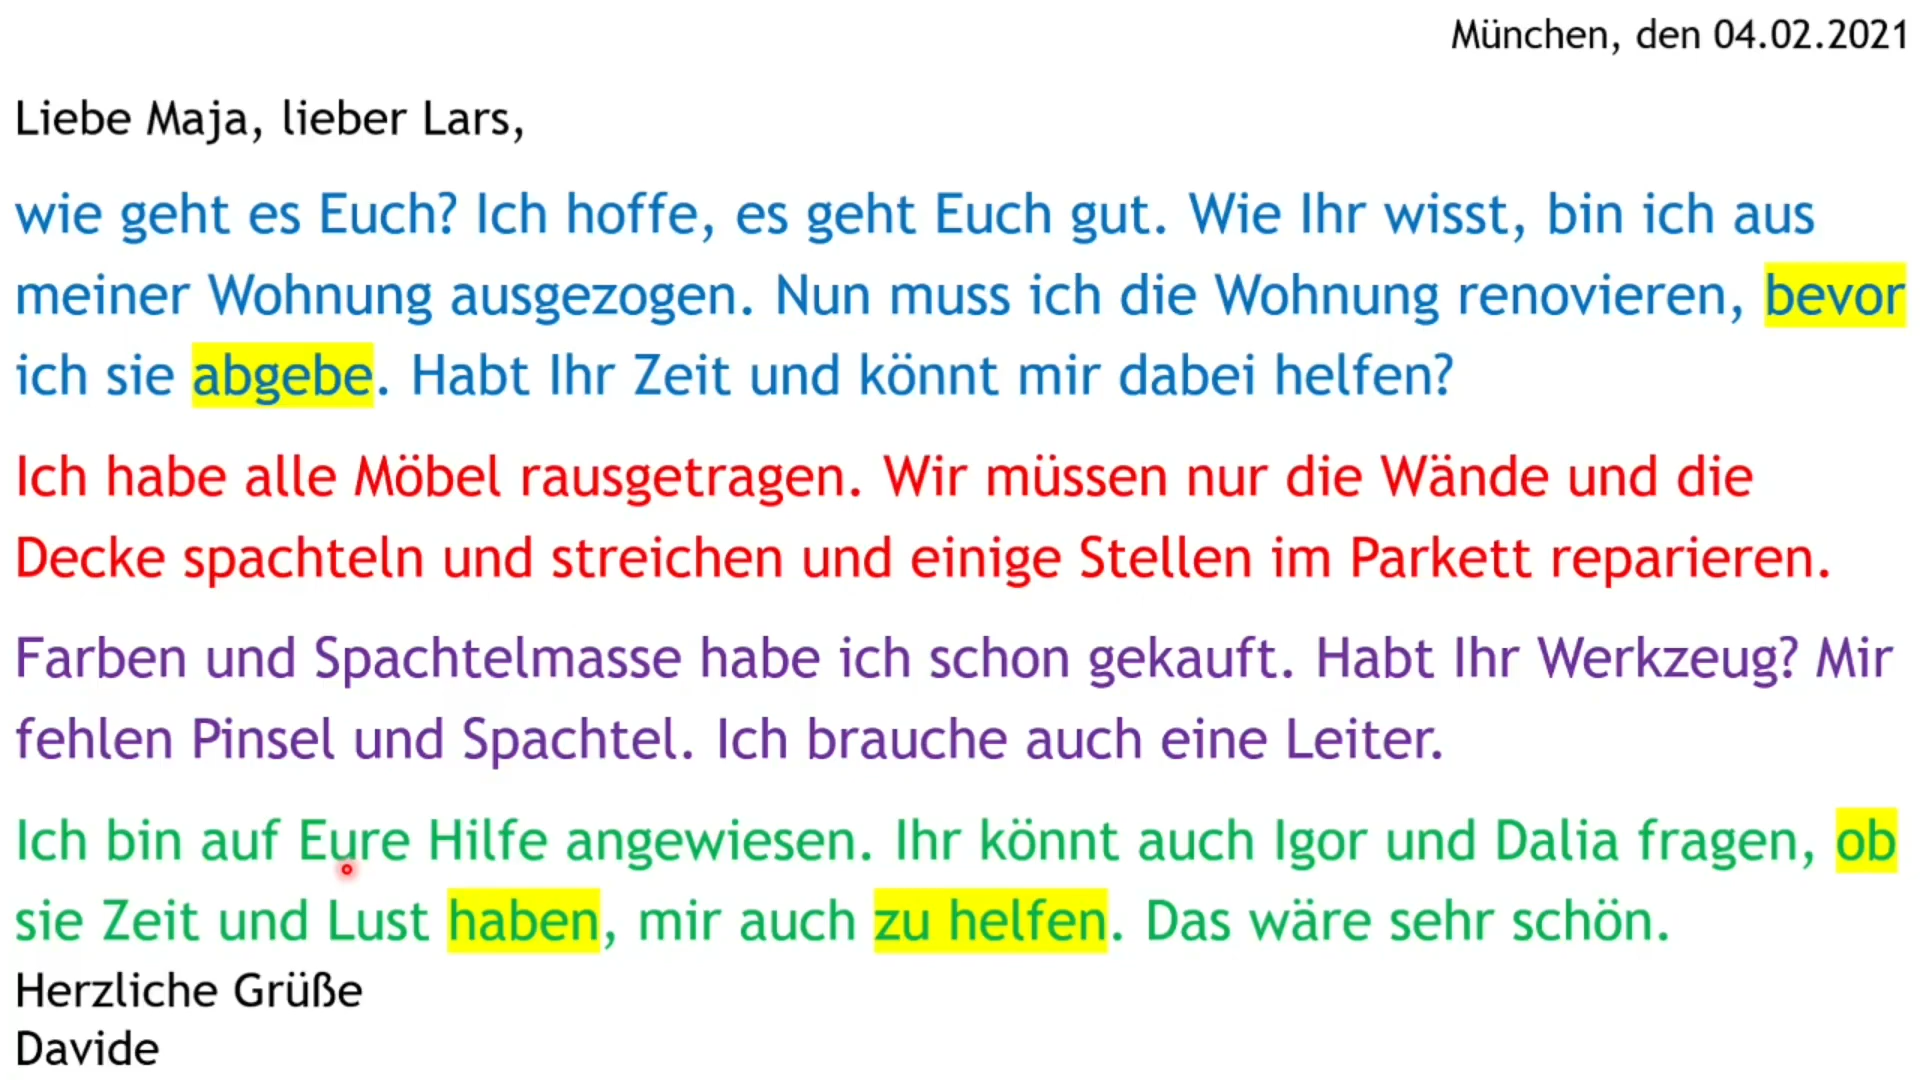 München, den 04.02.2021
Liebe Maja, lieber Lars,
wie geht es Euch? Ich hoffe, es geht Euch gut. Wie Ihr wisst, bin ich aus
meiner Wohnung ausgezogen. Nun muss ich die Wohnung renovieren, bevor
ich sie abgebe. Habt Ihr Zeit und könnt mir dabei helfen?
Ich habe alle Möbel rausgetragen. Wir müssen nur die Wände und die
Decke spachteln und streichen und einige Stellen im Parkett reparieren.
Farben und Spachtelmasse habe ich schon gekauft. Habt Ihr Werkzeug? Mir
fehlen Pinsel und Spachtel. Ich brauche auch eine Leiter.
Ich bin auf Eure Hilfe angewiesen. Ihr könnt auch Igor und Dalia fragen, ob
sie Zeit und Lust haben, mir auch zu helfen. Das wäre sehr schön.
Herzliche Grüße
Davide